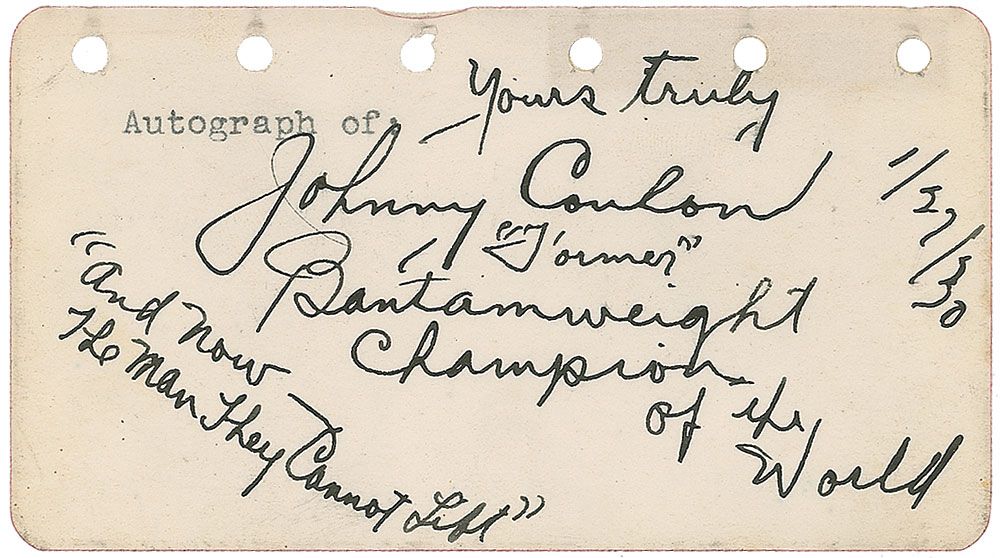 Yours truly
Autograph of:
Johnny Coulon
"Former"
Bantamweight
Champion
of the
World
1/27/30
"And Now
The Man They Cannot Lift"